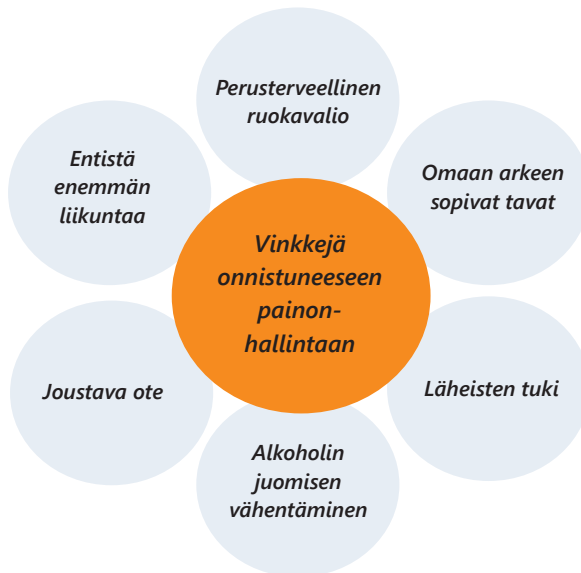 Perusterveellinen
ruokavalio
Entistä
enemmän
liikuntaa
Omaan arkeen
sopivat tavat
Vinkkejä
onnistuneeseen
painon-
hallintaan
Joustava ote
Läheisten tuki
Alkoholin
juomisen
vähentäminen